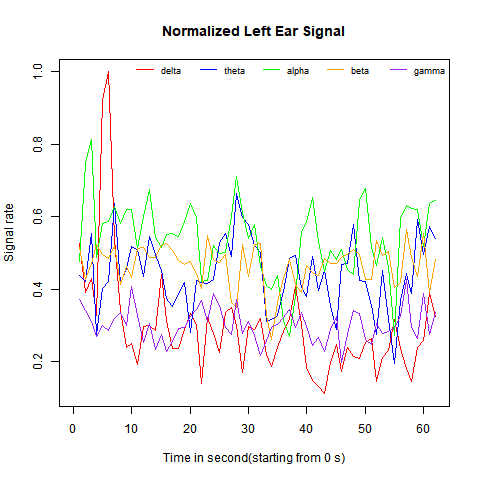 Normalized Left Ear Signal
delta theta alpha beta gamma
1.0
0.8
0.6
0.4
0.2
Signal rate
0 10 20 30 40 50 60
Time in second(starting from 0 s)